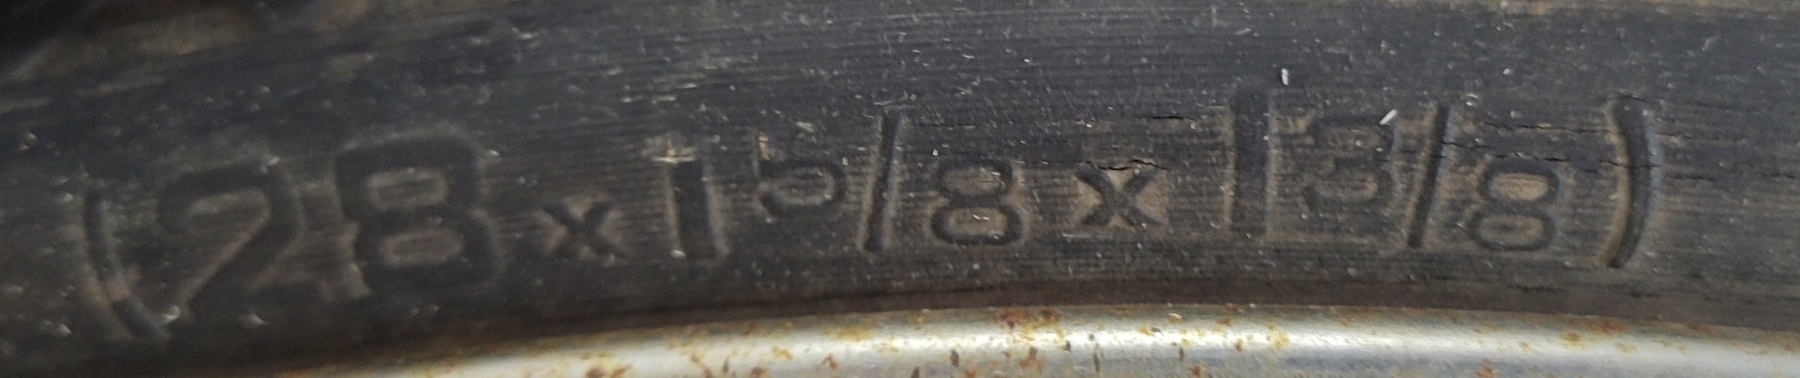 (28 x 1 5/8 x 1 3/8)